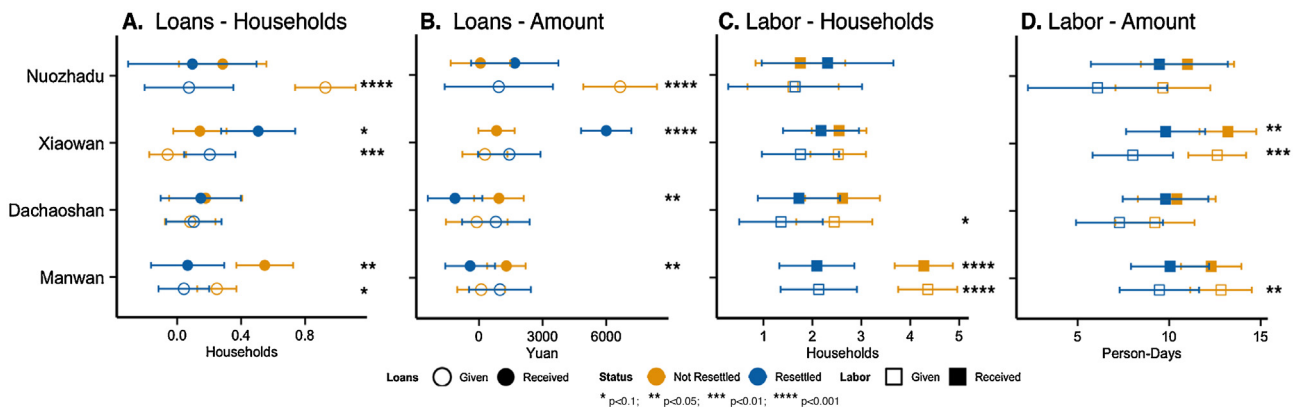 A. Loans - Households
B. Loans - Amount
C. Labor - Households
D. Labor - Amount
Nuozhadu
****
****
Xiaowan
*
****
**
***
***
Dachaoshan
**
*
Manwan
**
**
****
*
****
**
0.0 0.4 0.8
0 3000 6000
1 2 3 4 5
5 10 15
Households
Yuan
Households
Person-Days
Loans Given Received Status Not Resettled Resettled Labor Given Received
* p<0.1; ** p<0.05; *** p<0.01; **** p<0.001